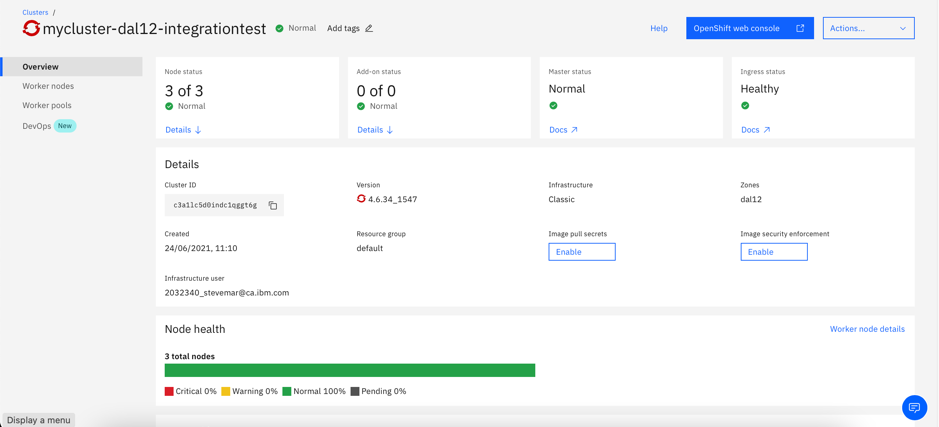 Clusters /
mycluster-dal12-integrationtest Normal Add tags Help OpenShift web console Actions...
Overview
Worker nodes
Worker pools
DevOps New
Node status
3 of 3
Normal
Details
Add-on status
0 of 0
Normal
Details
Master status
Normal
Docs
Ingress status
Healthy
Docs
Details
Cluster ID
c3a1lc5d0indc1qggt6g
Version
4.6.34_1547
Infrastructure
Classic
Zones
dal12
Created
24/06/2021, 11:10
Resource group
default
Image pull secrets
Enable
Image security enforcement
Enable
Infrastructure user
2032340_stevemar@ca.ibm.com
Node health Worker node details
3 total nodes
Critical 0% Warning 0% Normal 100% Pending 0%
Display a menu